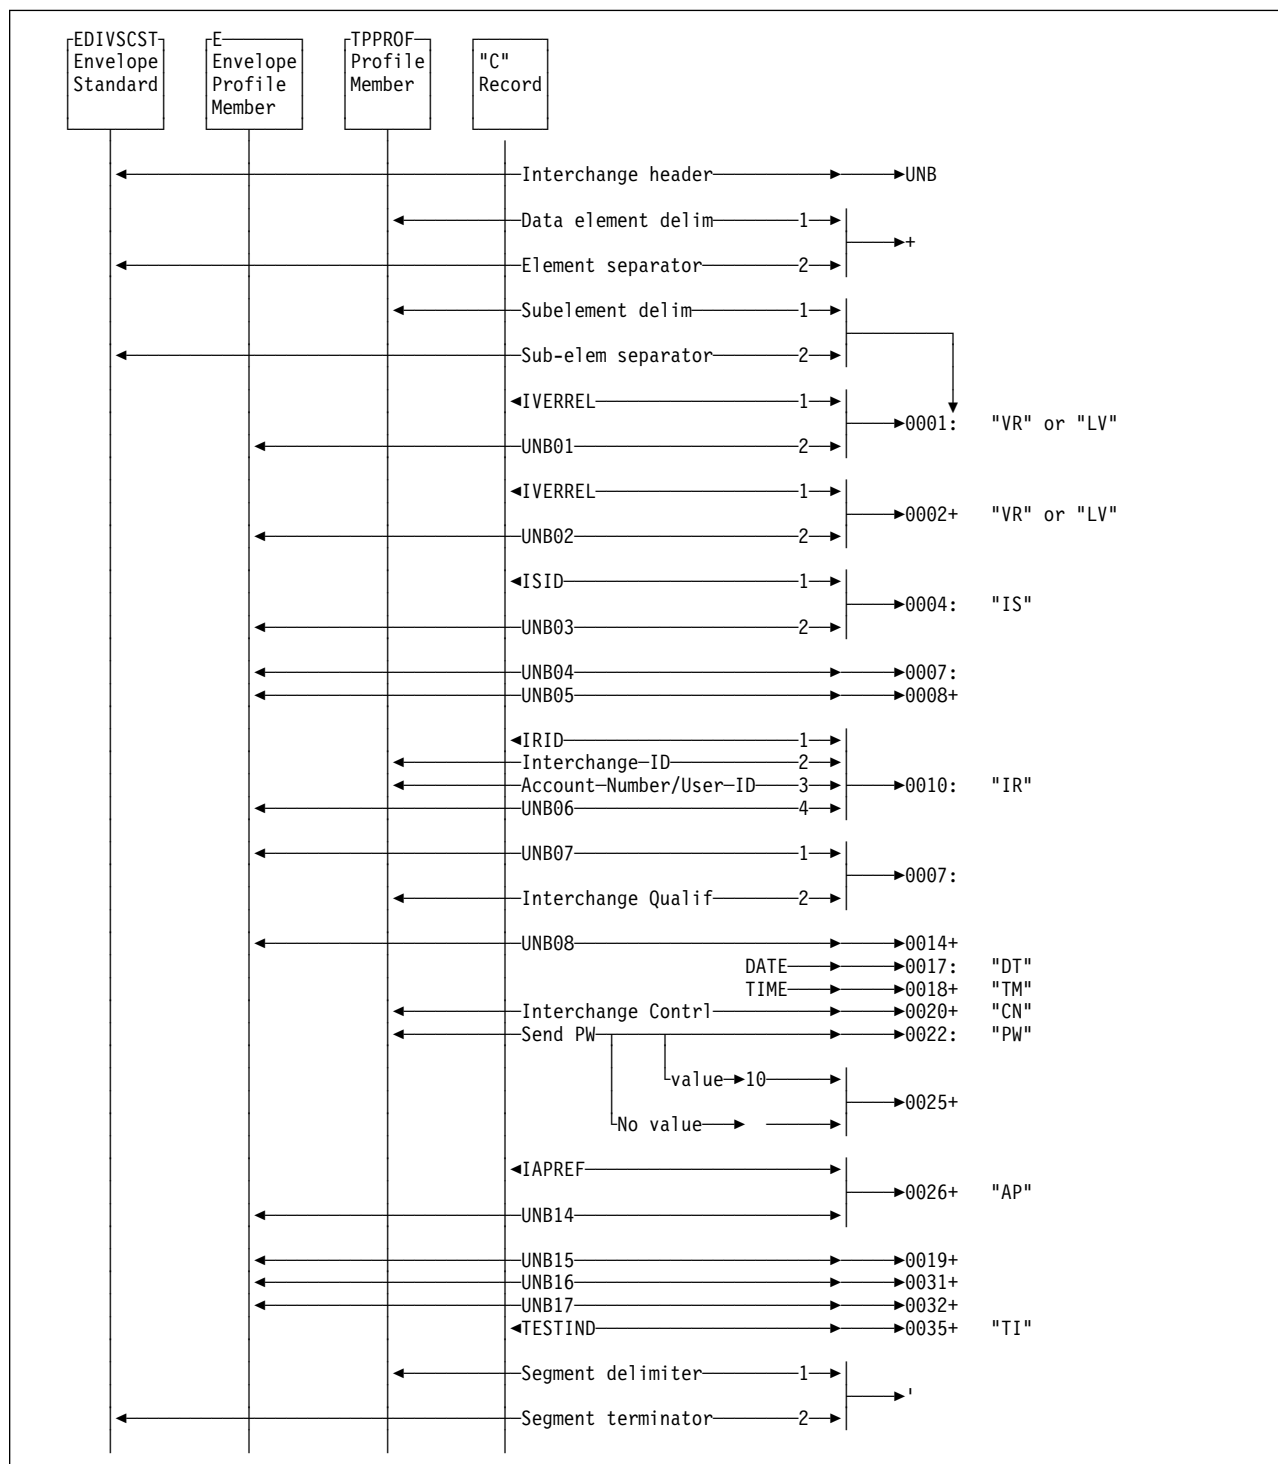 EDIVSCST E TPPROF
Envelope Envelope Profile "C"
Standard Profile Member Record
Member
Interchange header UNB
Data element delim 1
+
Element separator 2
Subelement delim 1
Sub-elem separator 2
IVERREL 1
0001: "VR" or "LV"
UNB01 2
IVERREL 1
0002+ "VR" or "LV"
UNB02 2
ISID 1
0004: "IS"
UNB03 2
UNB04 0007:
UNB05 0008+
IRID 1
Interchange-ID 2
Account-Number/User-ID 3 0010: "IR"
UNB06 4
UNB07 1
0007:
Interchange Qualif 2
UNB08 0014+
DATE 0017: "DT"
TIME 0018+ "TM"
Interchange Contrl 0020+ "CN"
Send PW 0022: "PW"
value 10
0025+
No value
IAPREF
0026+ "AP"
UNB14
UNB15 0019+
UNB16 0031+
UNB17 0032+
TESTIND 0035+ "TI"
Segment delimiter 1
'
Segment terminator 2